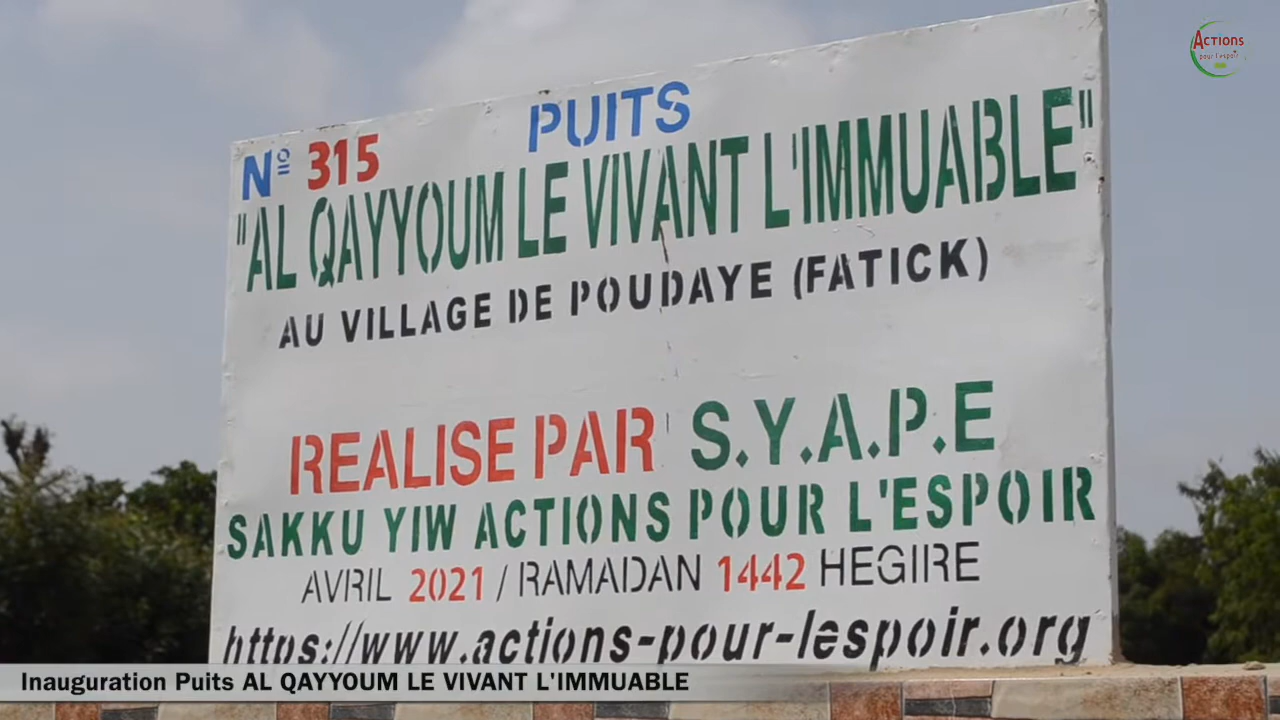 ACTIONS
pour l'espoir
PUITS
Nº 315
"AL QAYYOUM LE VIVANT L'IMMUABLE"
AU VILLAGE DE POUDAYE (FATICK)
REALISE PAR S.Y.A.P.E
SAKKU YIW ACTIONS POUR L'ESPOIR
AVRIL 2021 / RAMADAN 1442 HEGIRE
https://www.actions-pour-lespoir.org
Inauguration Puits AL QAYYOUM LE VIVANT L'IMMUABLE